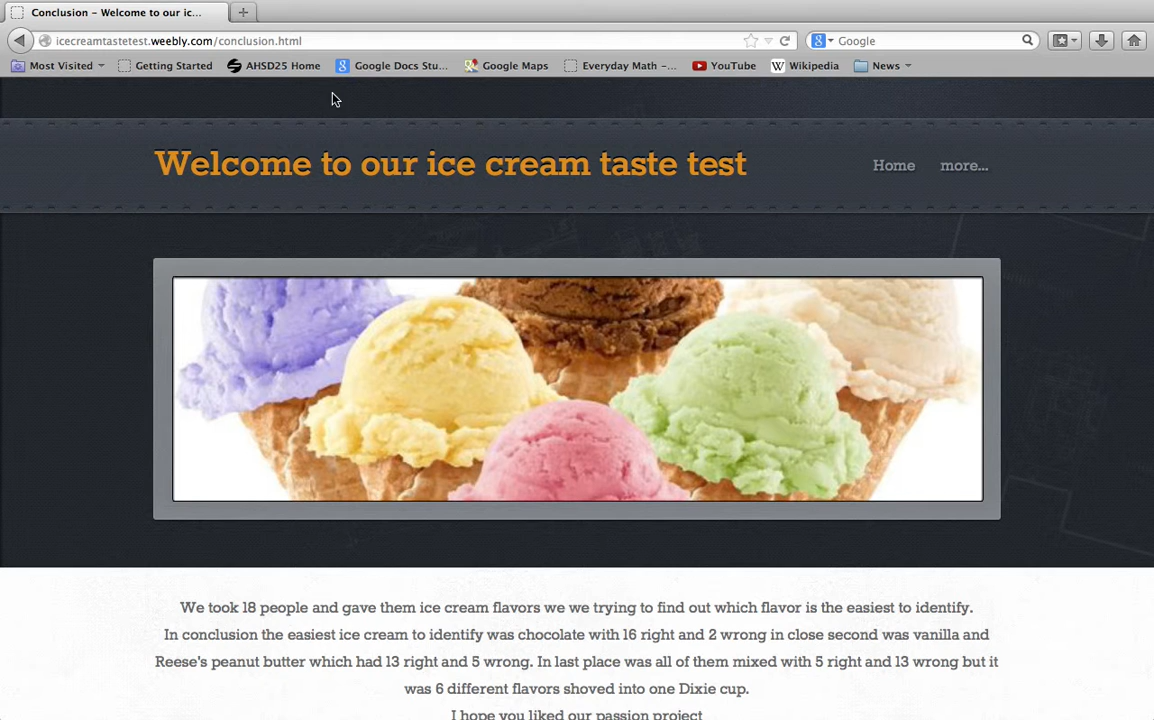 Conclusion – Welcome to our ic...
icecreamtastetest.weebly.com/conclusion.html
Google
Most Visited
Getting Started
AHSD25 Home
Google Docs Stu...
Google Maps
Everyday Math –...
YouTube
Wikipedia
News
Welcome to our ice cream taste test
Home
more...
We took 18 people and gave them ice cream flavors we we trying to find out which flavor is the easiest to identify.
In conclusion the easiest ice cream to identify was chocolate with 16 right and 2 wrong in close second was vanilla and
Reese's peanut butter which had 13 right and 5 wrong. In last place was all of them mixed with 5 right and 13 wrong but it
was 6 different flavors shoved into one Dixie cup.
I hope you liked our passion project